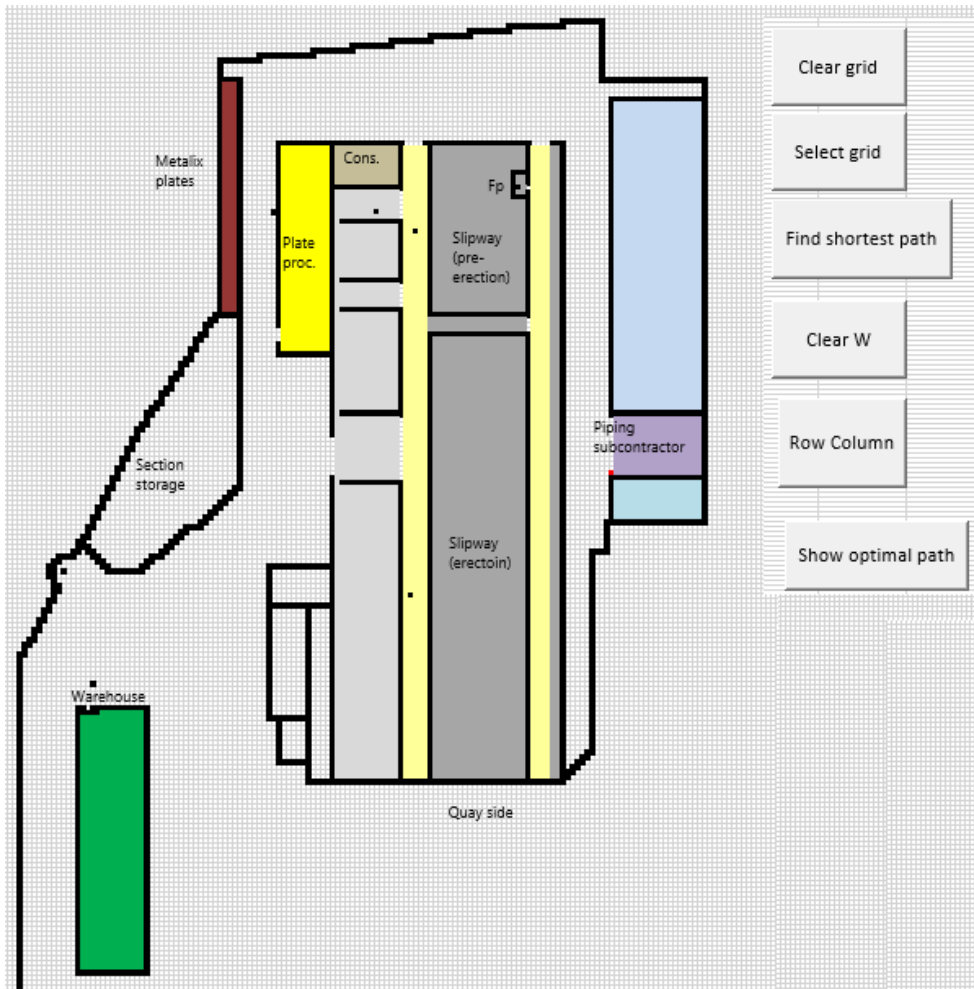 Clear grid
Select grid
Find shortest path
Clear W
Row Column
Show optimal path
Metalix
plates
Cons.
Fp
Plate
proc.
Slipway
(pre-
erection)
Piping
subcontractor
Section
storage
Slipway
(erectoin)
Warehouse
Quay side